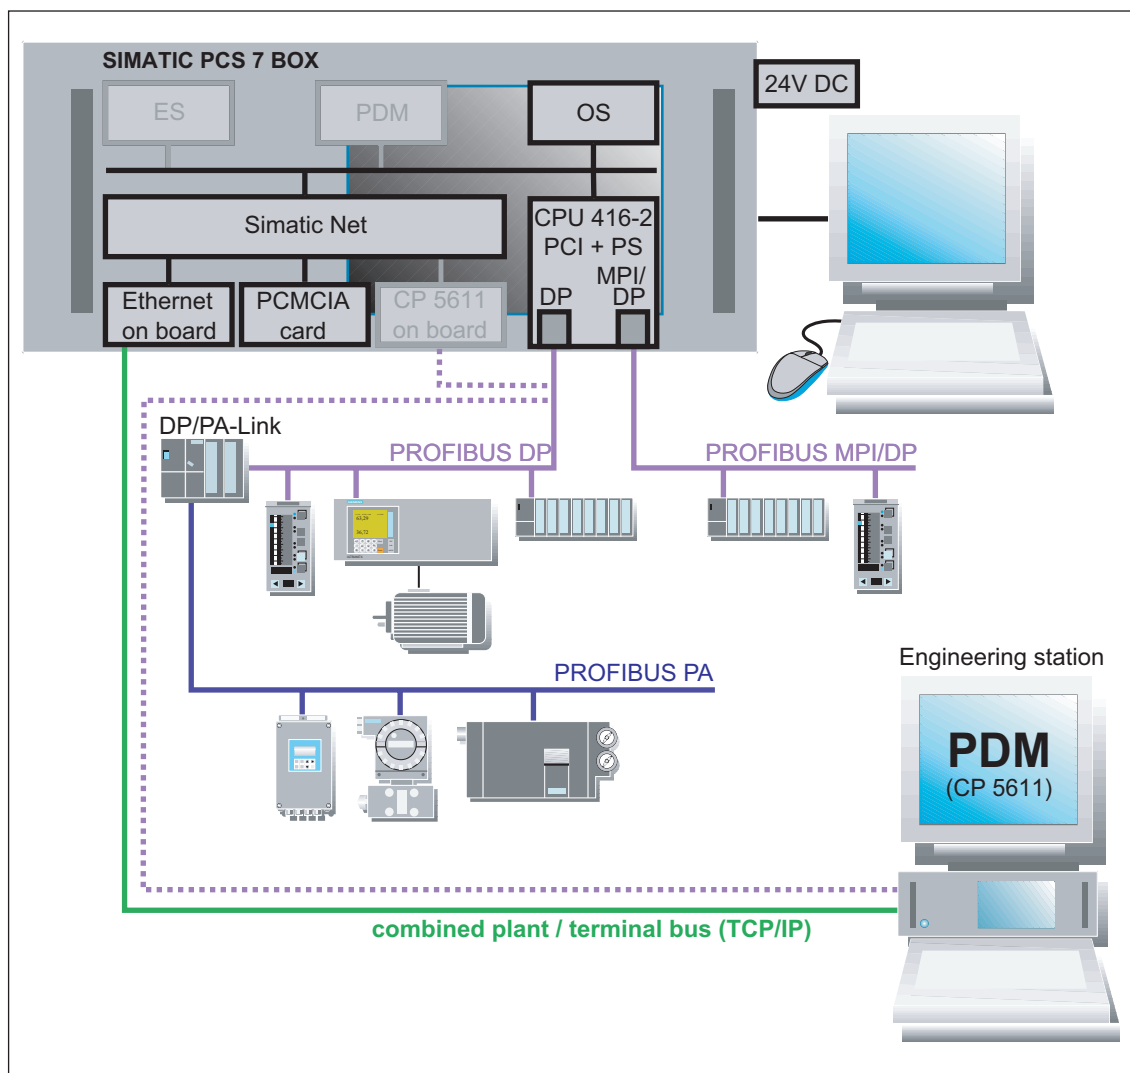 SIMATIC PCS 7 BOX
24V DC
ES
PDM
OS
Simatic Net
CPU 416-2
PCI + PS
MPI/
DP
DP
Ethernet
on board
PCMCIA
card
CP 5611
on board
DP/PA-Link
PROFIBUS DP
PROFIBUS MPI/DP
PROFIBUS PA
Engineering station
PDM
(CP 5611)
combined plant / terminal bus (TCP/IP)